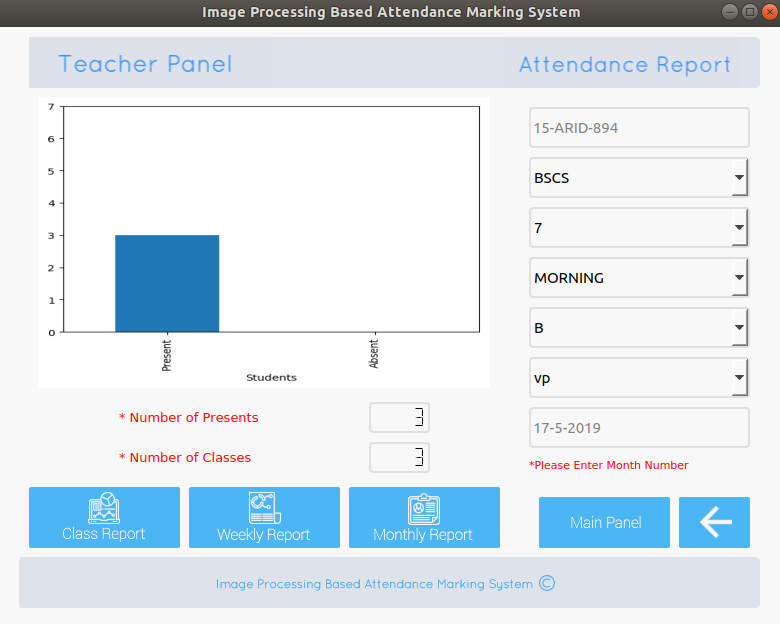 Image Processing Based Attendance Marking System
Teacher Panel
Attendance Report
7
6
5
4
3
2
1
0
Present
Absent
Students
* Number of Presents
3
* Number of Classes
3
15-ARID-894
BSCS
7
MORNING
B
vp
17-5-2019
*Please Enter Month Number
Class Report
Weekly Report
Monthly Report
Main Panel
Image Processing Based Attendance Marking System ©